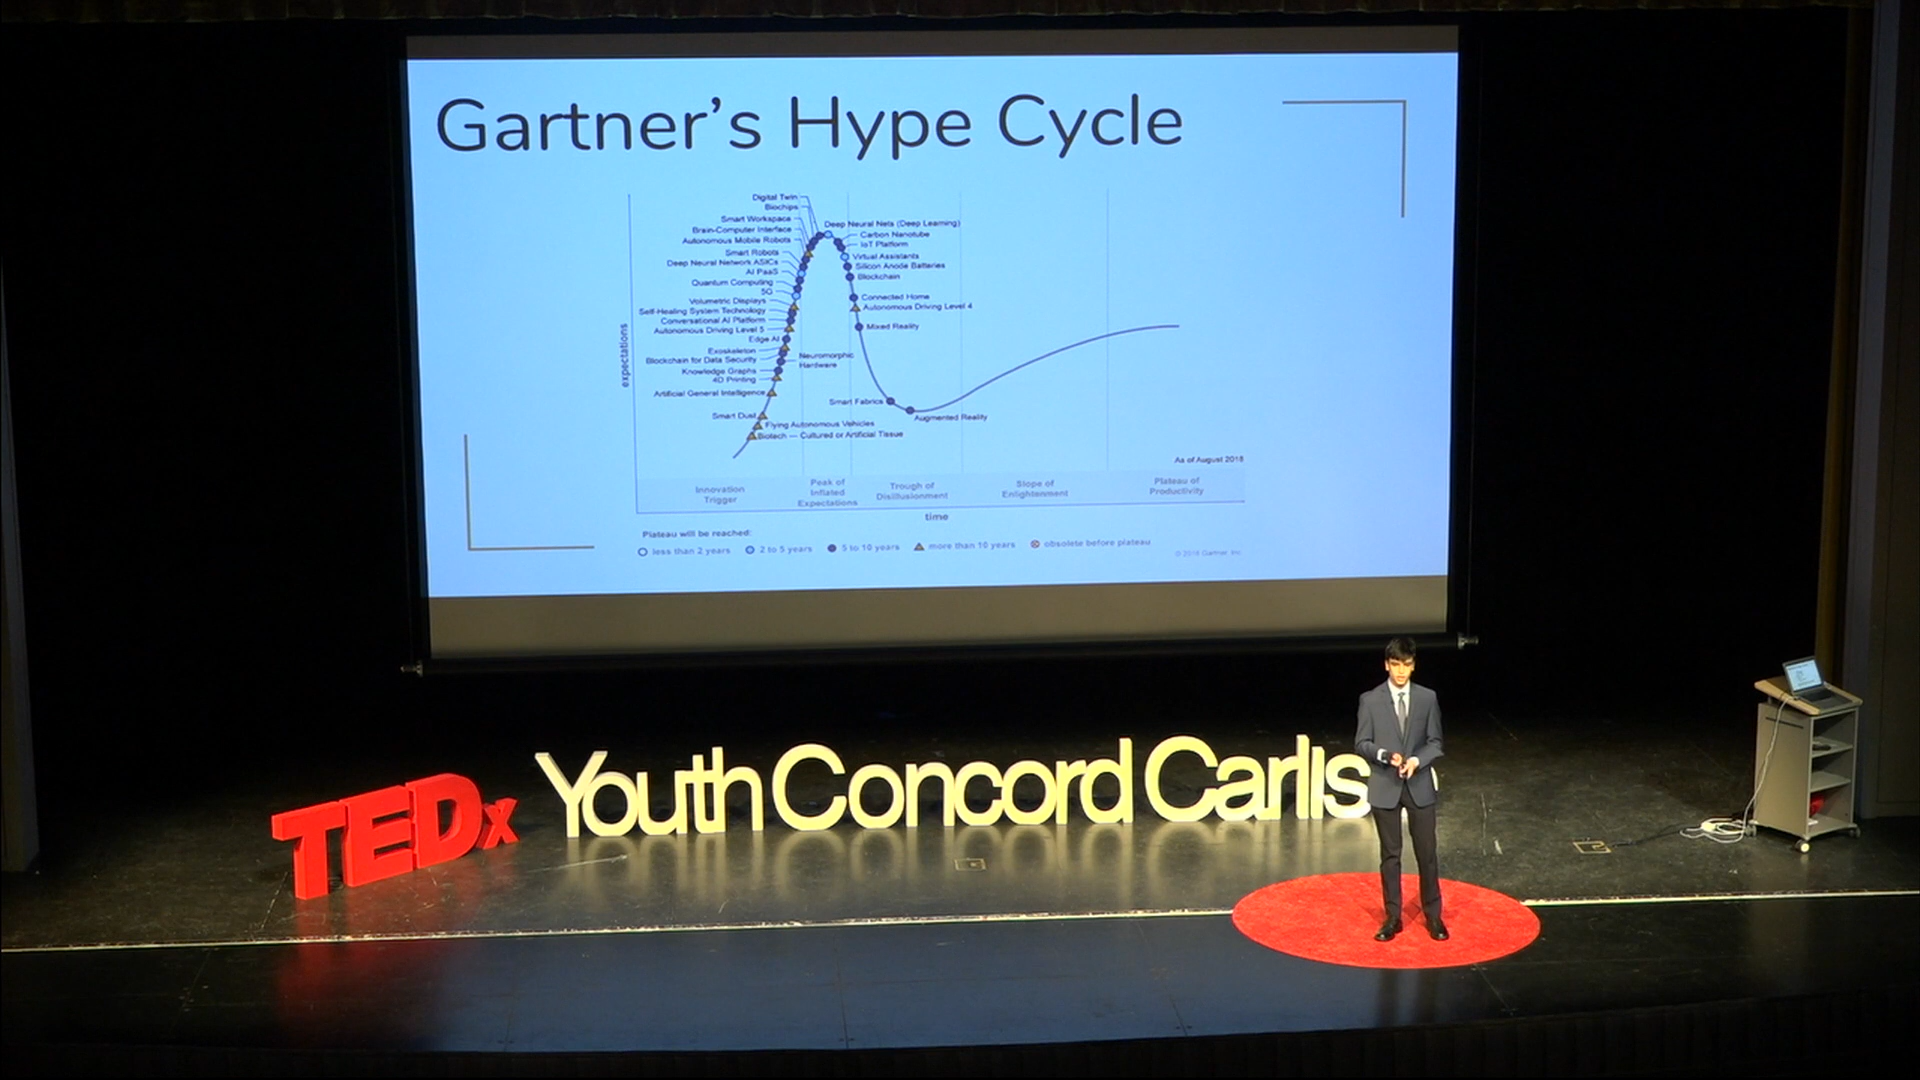 Gartner's Hype Cycle
Digital Twin
Biochips
Smart Workspace
Brain-Computer Interface
Autonomous Mobile Robots
Smart Robots
Deep Neural Network ASICs
AI PaaS
Quantum Computing
5G
Volumetric Displays
Self-Healing System Technology
Conversational AI Platform
Autonomous Driving Level 5
Edge AI
Exoskeleton
Blockchain for Data Security
Neuromorphic
Hardware
Knowledge Graphs
4D Printing
Artificial General Intelligence
Smart Dust
Flying Autonomous Vehicles
Biotech — Cultured or Artificial Tissue
Deep Neural Nets (Deep Learning)
Carbon Nanotube
IoT Platform
Virtual Assistants
Silicon Anode Batteries
Blockchain
Connected Home
Autonomous Driving Level 4
Mixed Reality
Smart Fabrics
Augmented Reality
expectations
As of August 2018
Innovation
Trigger
Peak of
Inflated
Expectations
Trough of
Disillusionment
Slope of
Enlightenment
Plateau of
Productivity
time
Plateau will be reached:
less than 2 years
2 to 5 years
5 to 10 years
more than 10 years
obsolete before plateau
© 2018 Gartner, Inc.
TEDx Youth Concord Carlis